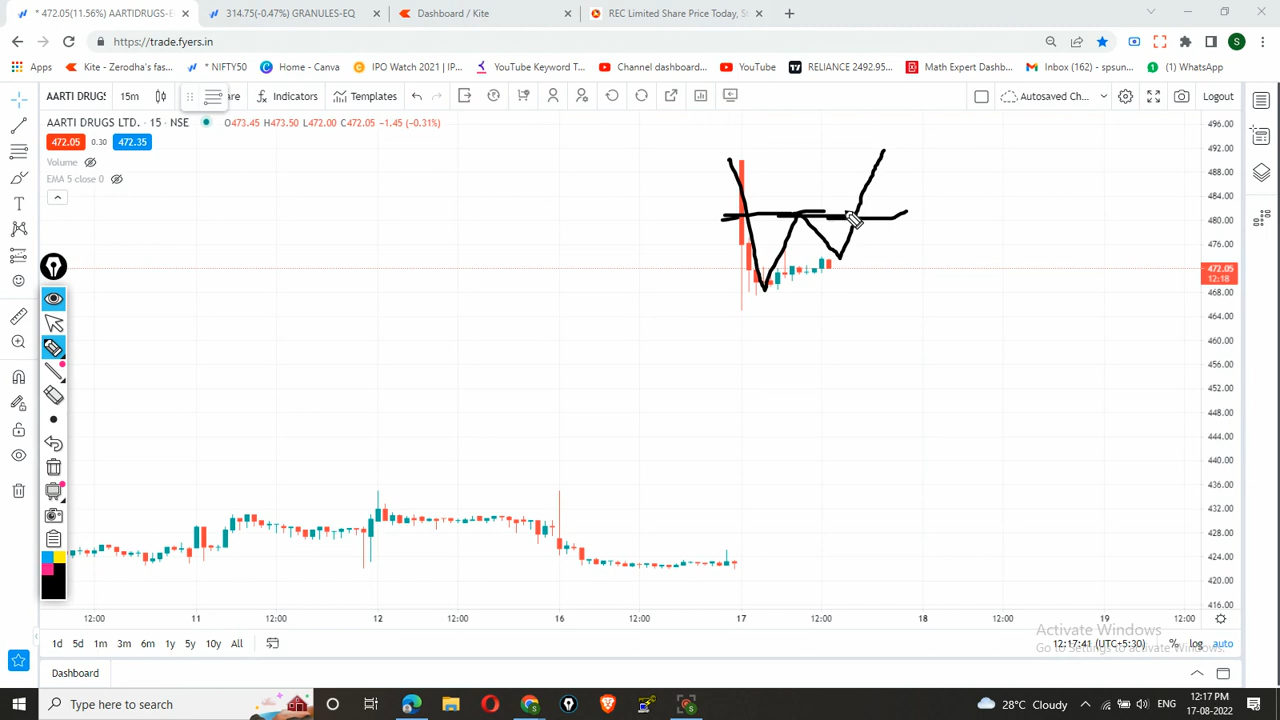 * 472.05(11.56%) AARTIDRUGS-E
314.75(-0.47%) GRANULES-EQ
Dashboard / Kite
REC Limited Share Price Today, S
https://trade.fyers.in
S
Apps
Kite - Zerodha's fas...
* NIFTY50
Home - Canva
IPO Watch 2021 | IP...
YouTube Keyword T...
Channel dashboard...
YouTube
RELIANCE 2492.95...
Math Expert Dashb...
Inbox (162) - spsun...
(1) WhatsApp
AARTI DRUGS
15m
are
Indicators
Templates
Autosaved Ch...
Logout
AARTI DRUGS LTD. · 15 · NSE
O473.45 H473.50 L472.00 C472.05 −1.45 (−0.31%)
472.05 0.30 472.35
Volume
EMA 5 close 0
496.00
492.00
488.00
484.00
480.00
476.00
472.05
12:18
468.00
464.00
460.00
456.00
452.00
448.00
444.00
440.00
436.00
432.00
428.00
424.00
420.00
416.00
12:00 11 12:00 12 12:00 16 12:00 17 12:00 18 12:00 19 12:00
1d 5d 1m 3m 6m 1y 5y 10y All
12:17:41 (UTC+5:30) % log auto
Activate Windows
Go to Settings to activate Windows.
Dashboard
Type here to search
28°C Cloudy
ENG
12:17 PM
17-08-2022